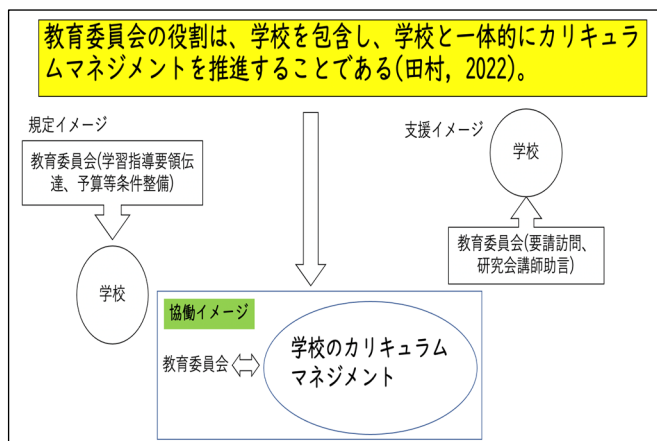 教育委員会の役割は、学校を包含し、学校と一体的にカリキュラ
ムマネジメントを推進することである(田村, 2022)。
規定イメージ
教育委員会(学習指導要領伝
達、予算等条件整備)
学校
支援イメージ
学校
教育委員会(要請訪問、
研究会講師助言)
協働イメージ
教育委員会
学校のカリキュラム
マネジメント